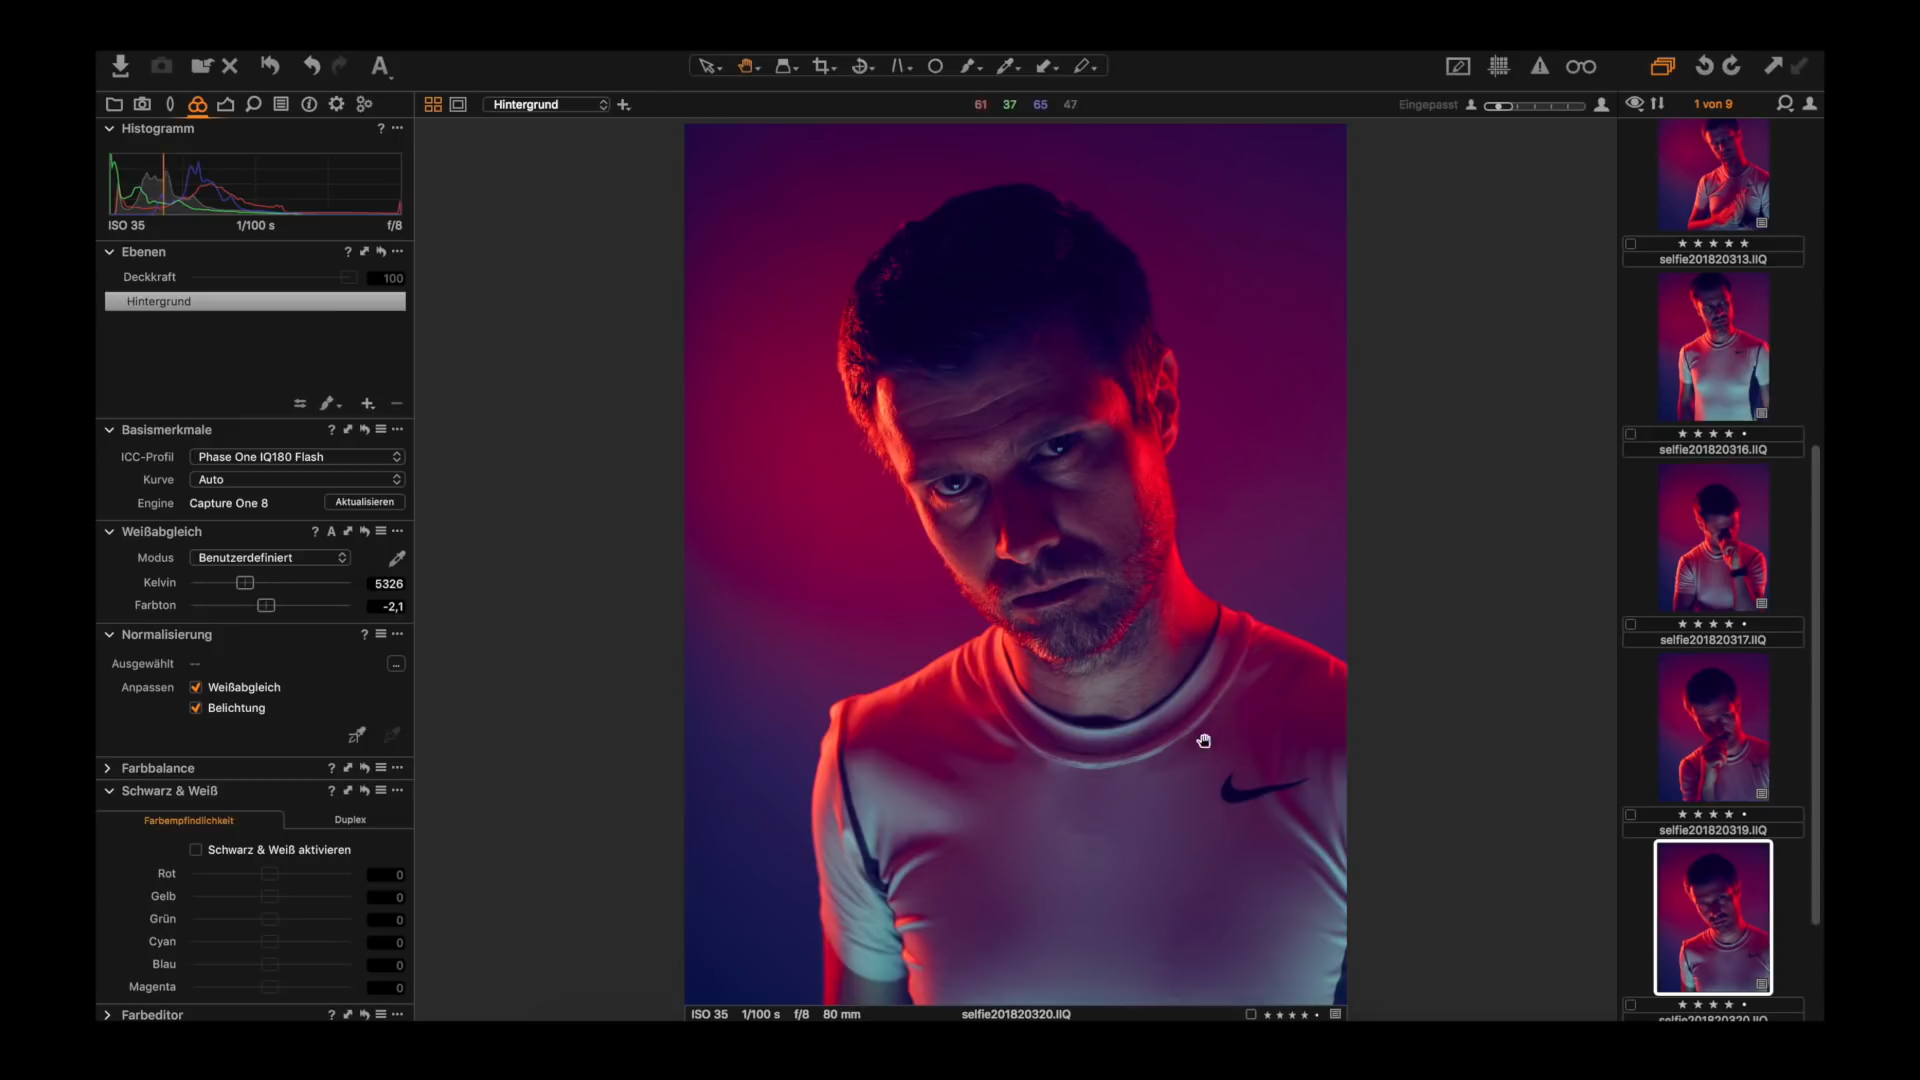 A
Hintergrund
61 37 65 47
Eingepasst
1 von 9
Histogramm
?
ISO 35
1/100 s
f/8
Ebenen
?
Deckkraft
100
Hintergrund
Basismerkmale
?
ICC-Profil
Phase One IQ180 Flash
Kurve
Auto
Engine
Capture One 8
Aktualisieren
Weißabgleich
? A
Modus
Benutzerdefiniert
Kelvin
5326
Farbton
-2,1
Normalisierung
?
Ausgewählt
--
...
Anpassen
Weißabgleich
Belichtung
Farbbalance
?
Schwarz & Weiß
?
Farbempfindlichkeit
Duplex
Schwarz & Weiß aktivieren
Rot
0
Gelb
0
Grün
0
Cyan
0
Blau
0
Magenta
0
Farbeditor
?
ISO 35 1/100 s f/8 80 mm
selfie201820320.IIQ
selfie201820313.IIQ
selfie201820316.IIQ
selfie201820317.IIQ
selfie201820319.IIQ
selfie201820320.IIQ